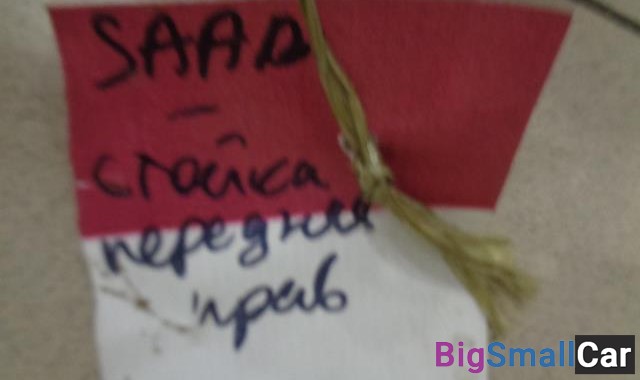 SAAB
-
стойка
передняя
прав
BigSmallCar